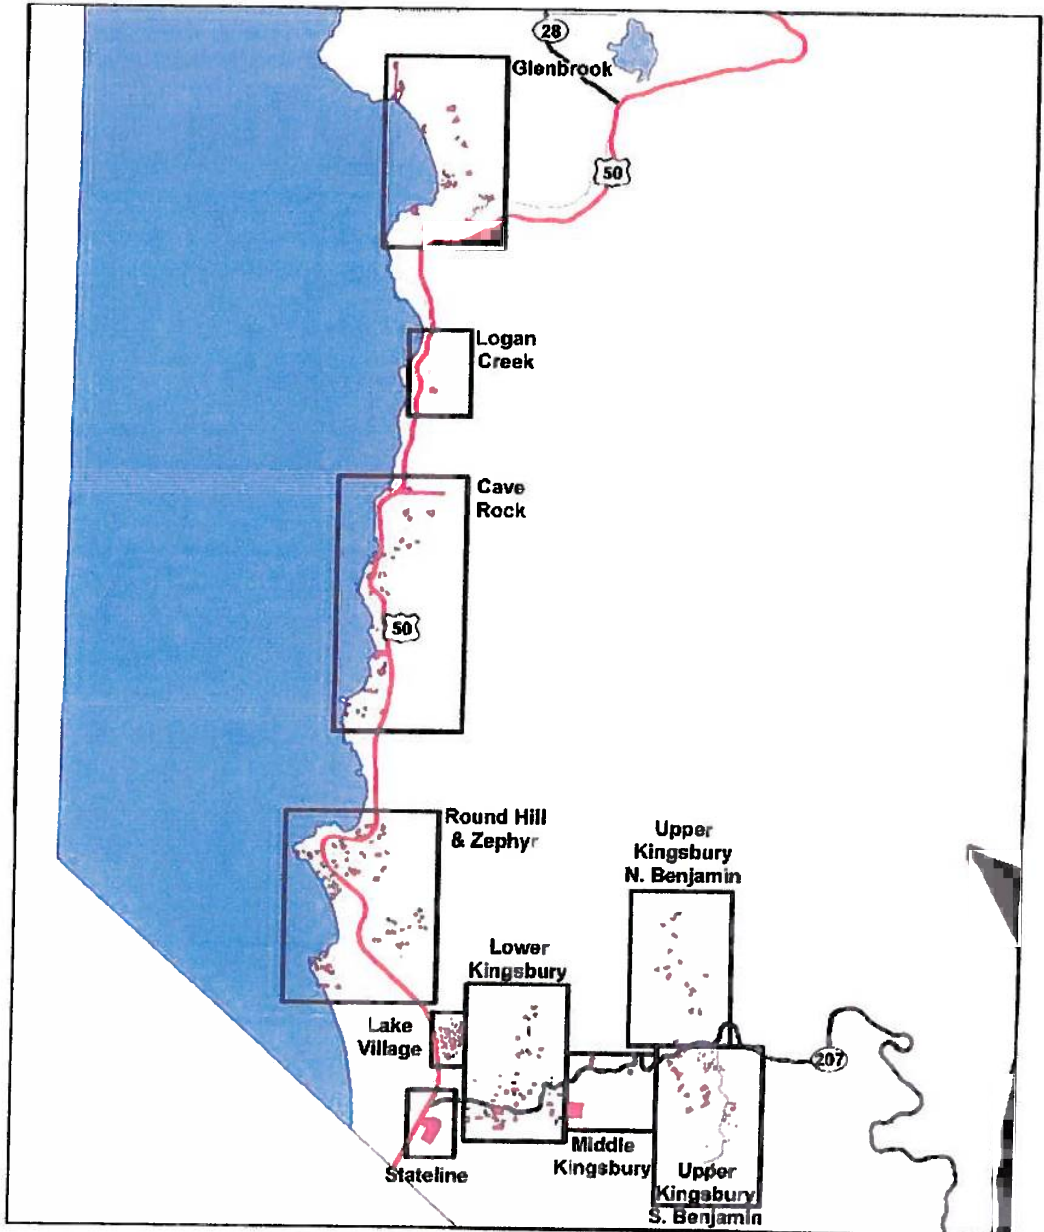 28
Glenbrook
50
Logan
Creek
Cave
Rock
50
Round Hill
& Zephyr
Upper
Kingsbury
N. Benjamin
Lower
Kingsbury
Lake
Village
207
Middle
Kingsbury
Stateline
Upper
Kingsbury
S. Benjamin